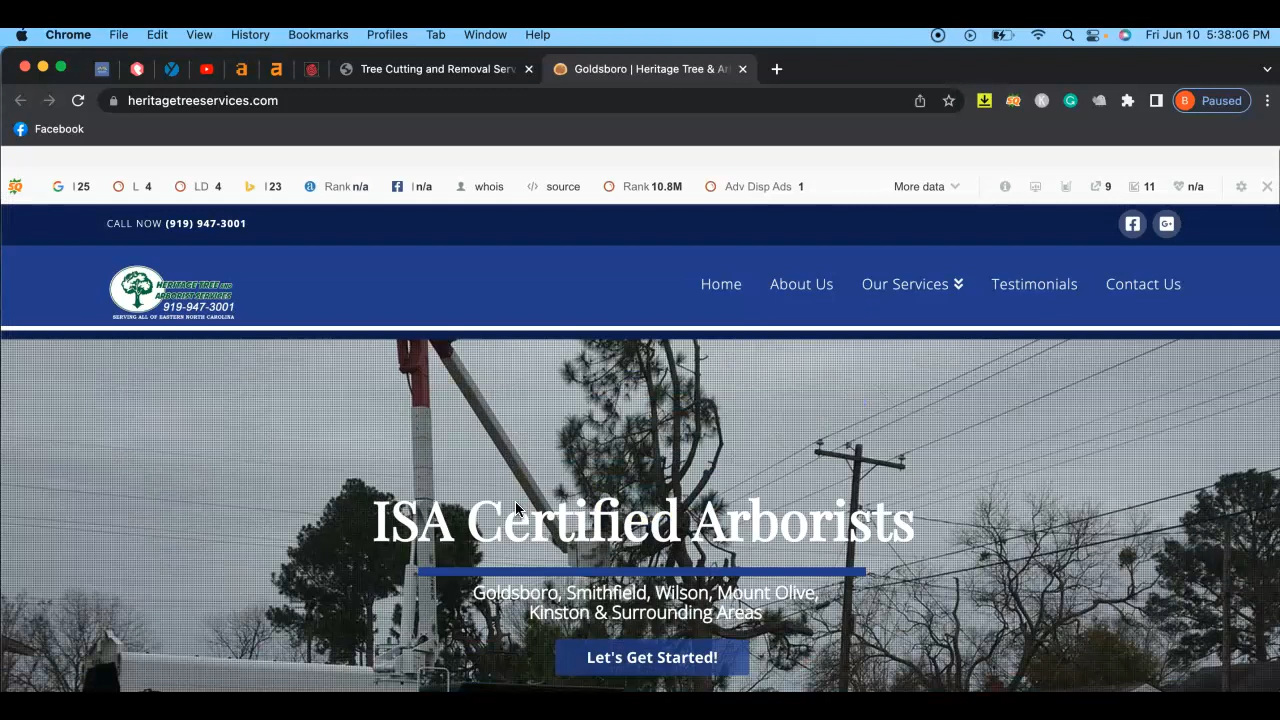 Chrome File Edit View History Bookmarks Profiles Tab Window Help Fri Jun 10 5:38:06 PM
Tree Cutting and Removal Serv Goldsboro | Heritage Tree & Ar
heritagetreeservices.com SQ K B Paused
Facebook
SQ I 25 L 4 LD 4 I 23 Rank n/a I n/a whois source Rank 10.8M Adv Disp Ads 1 More data 9 11 n/a
CALL NOW (919) 947-3001
HERITAGE TREE AND
ARBORIST SERVICES
919-947-3001
SERVING ALL OF EASTERN NORTH CAROLINA
Home About Us Our Services Testimonials Contact Us
ISA Certified Arborists
Goldsboro, Smithfield, Wilson, Mount Olive,
Kinston & Surrounding Areas
Let's Get Started!